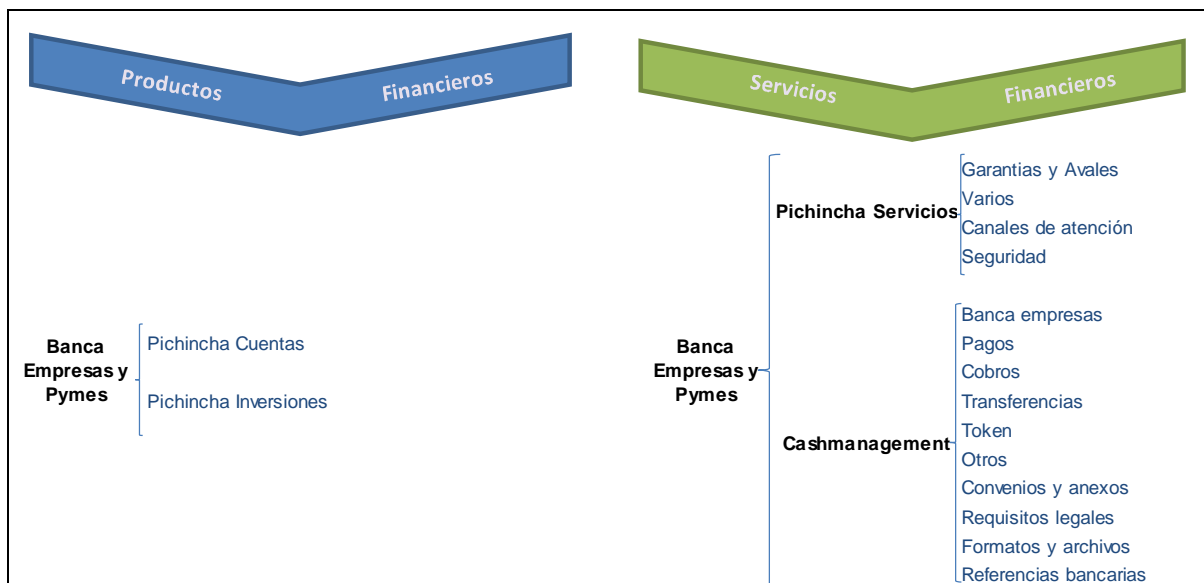 Productos Financieros
Banca
Empresas y
Pymes
Pichincha Cuentas
Pichincha Inversiones
Servicios Financieros
Banca
Empresas y
Pymes
Pichincha Servicios
Garantias y Avales
Varios
Canales de atención
Seguridad
Cashmanagement
Banca empresas
Pagos
Cobros
Transferencias
Token
Otros
Convenios y anexos
Requisitos legales
Formatos y archivos
Referencias bancarias